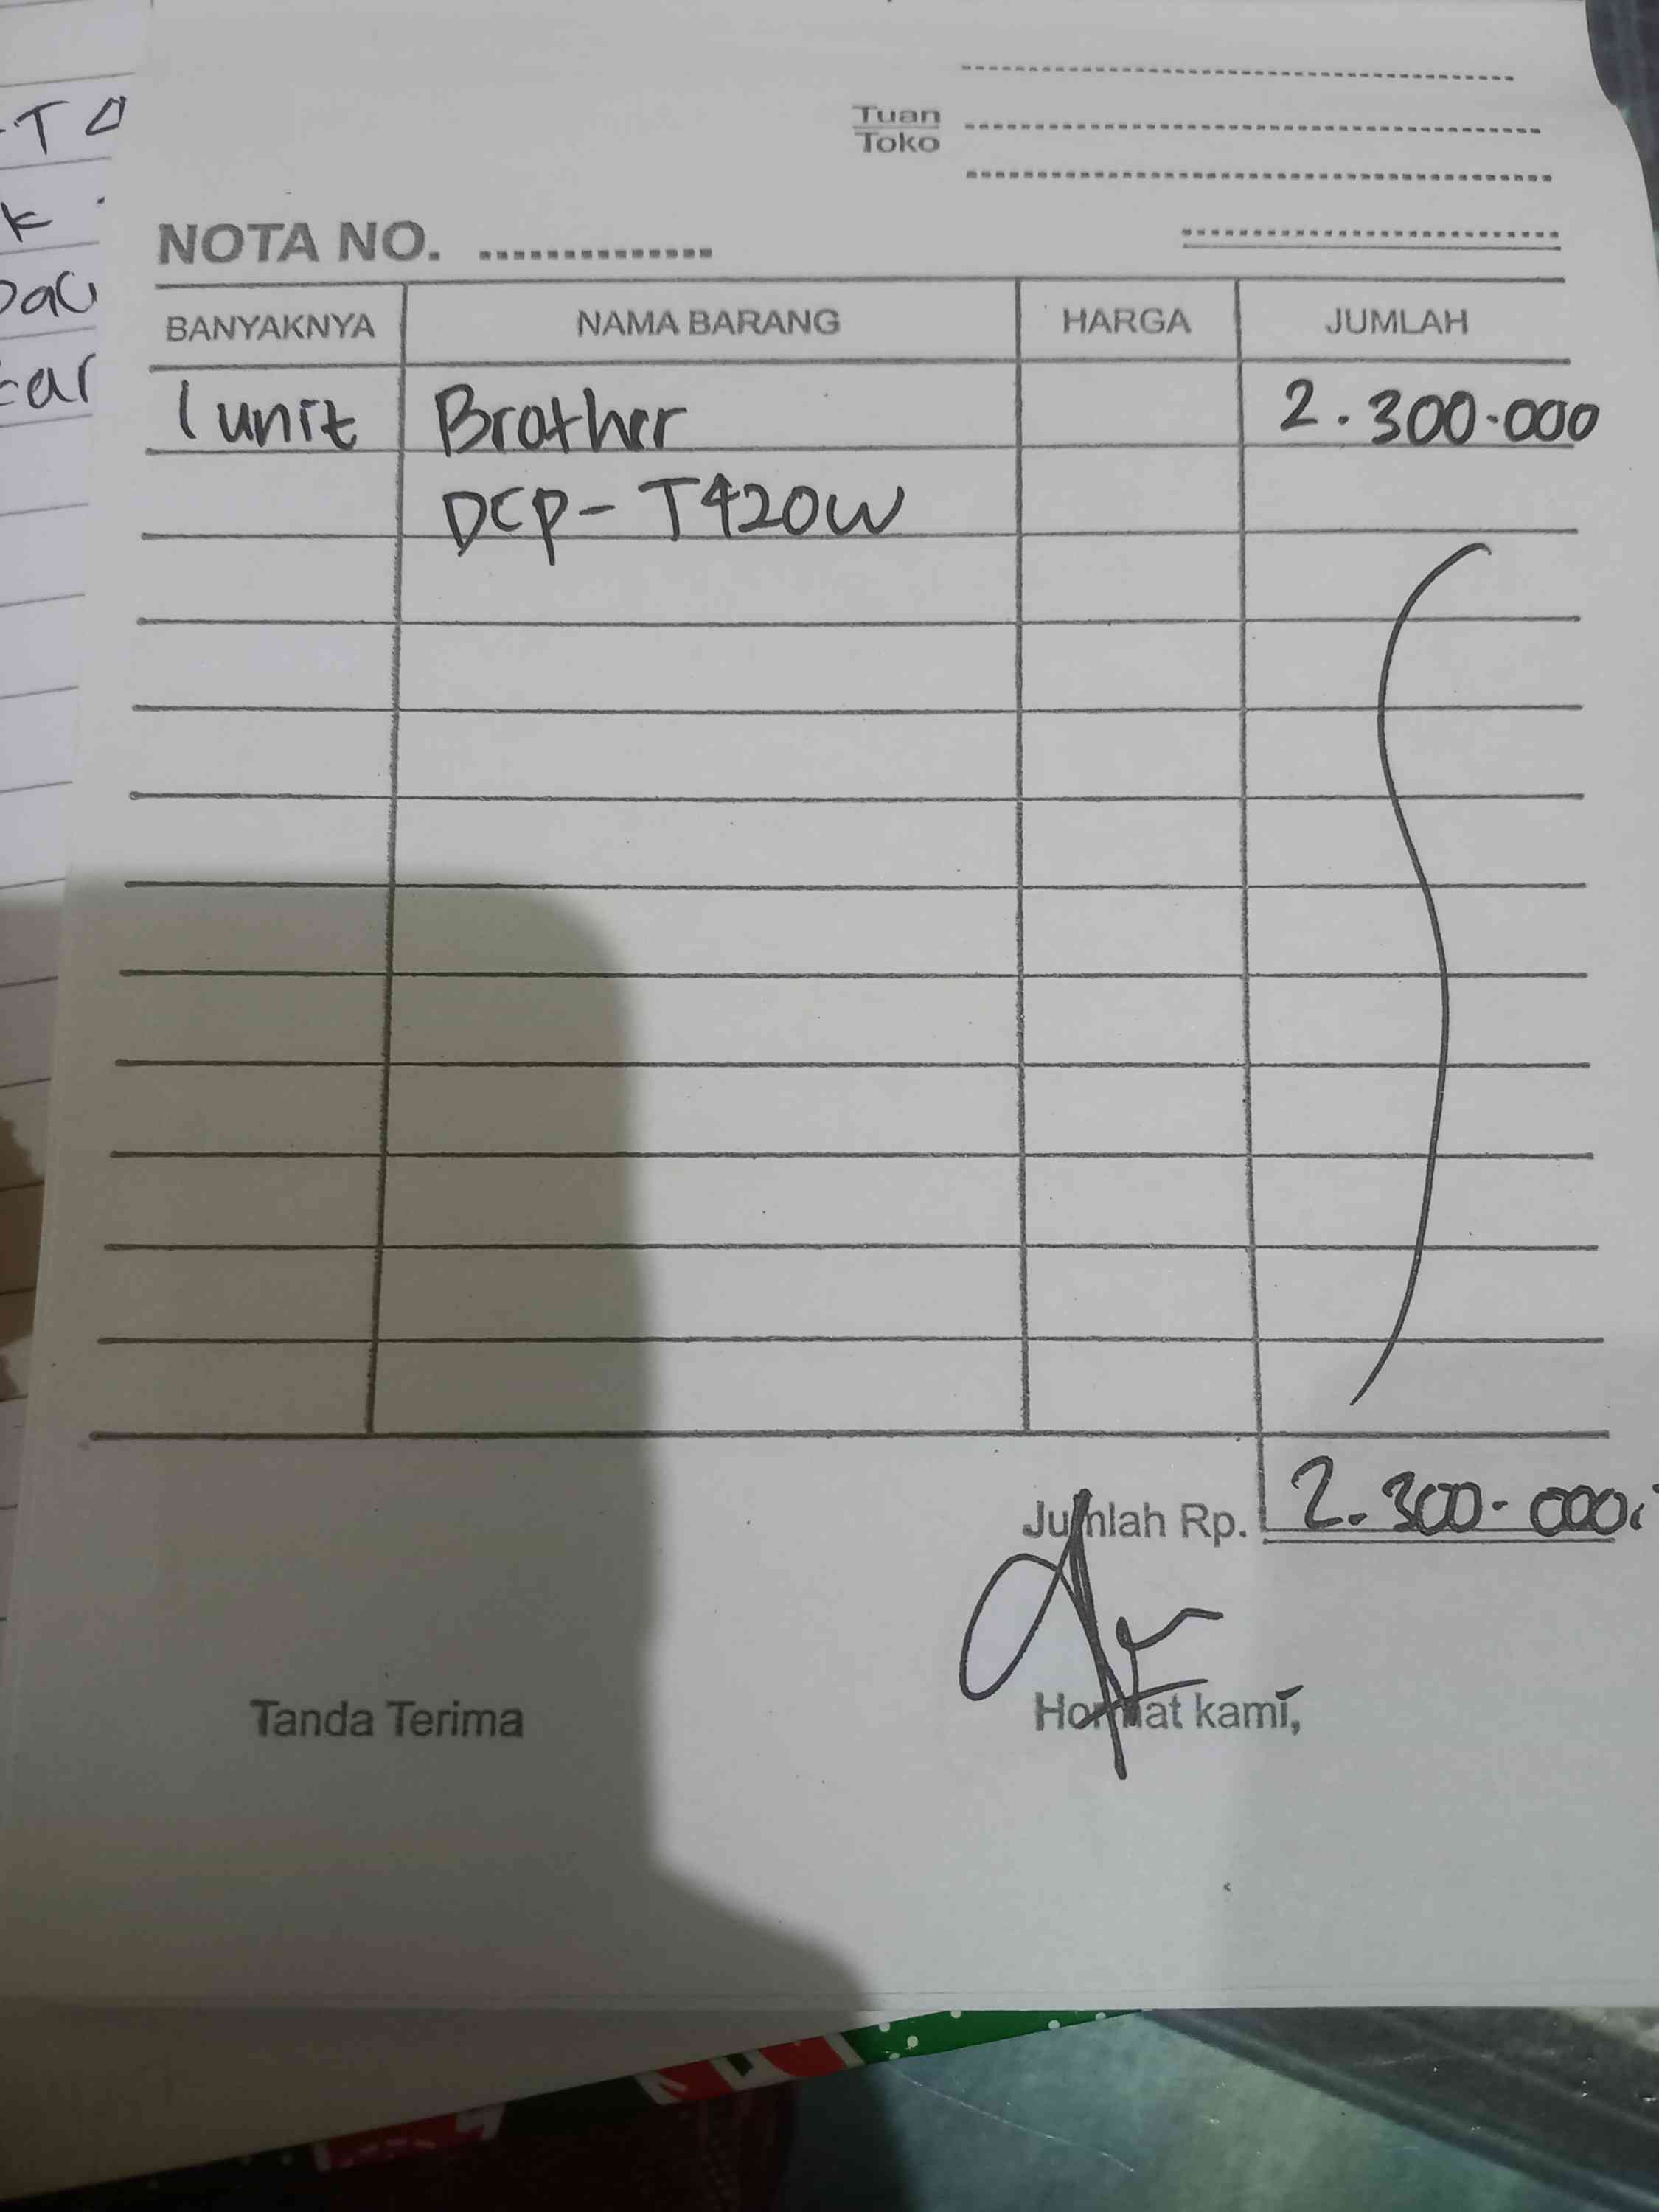 Tuan
Toko
NOTA NO.
BANYAKNYA NAMA BARANG HARGA JUMLAH
1 unit Brother 2.300.000
DCP-T420W
Jumlah Rp. 2.300.000
Tanda Terima Hormat kami,